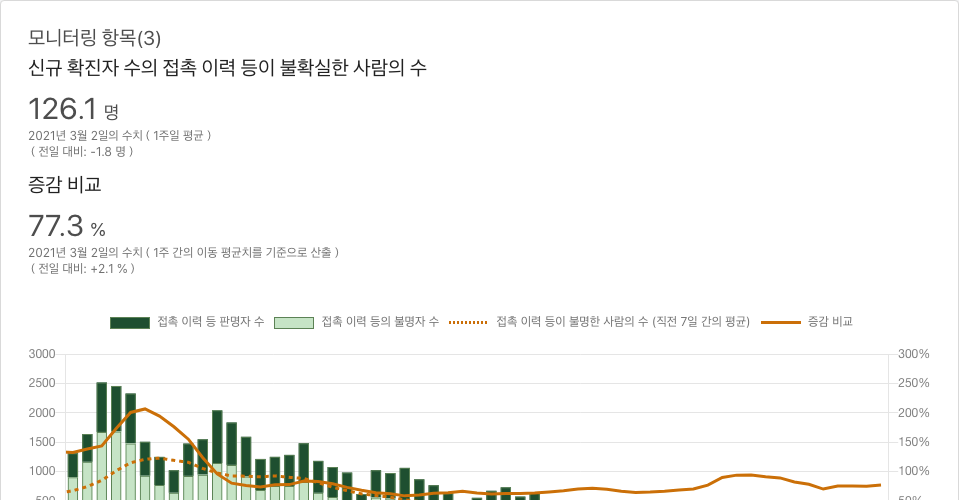 모니터링 항목(3)
신규 확진자 수의 접촉 이력 등이 불확실한 사람의 수
126.1 명
2021년 3월 2일의 수치 ( 1주일 평균 )
( 전일 대비: -1.8 명 )
증감 비교
77.3 %
2021년 3월 2일의 수치 ( 1주 간의 이동 평균치를 기준으로 산출 )
( 전일 대비: +2.1 % )
접촉 이력 등 판명자 수 접촉 이력 등의 불명자 수 접촉 이력 등이 불명한 사람의 수 (직전 7일 간의 평균) 증감 비교
3000 300%
2500 250%
2000 200%
1500 150%
1000 100%
500 50%